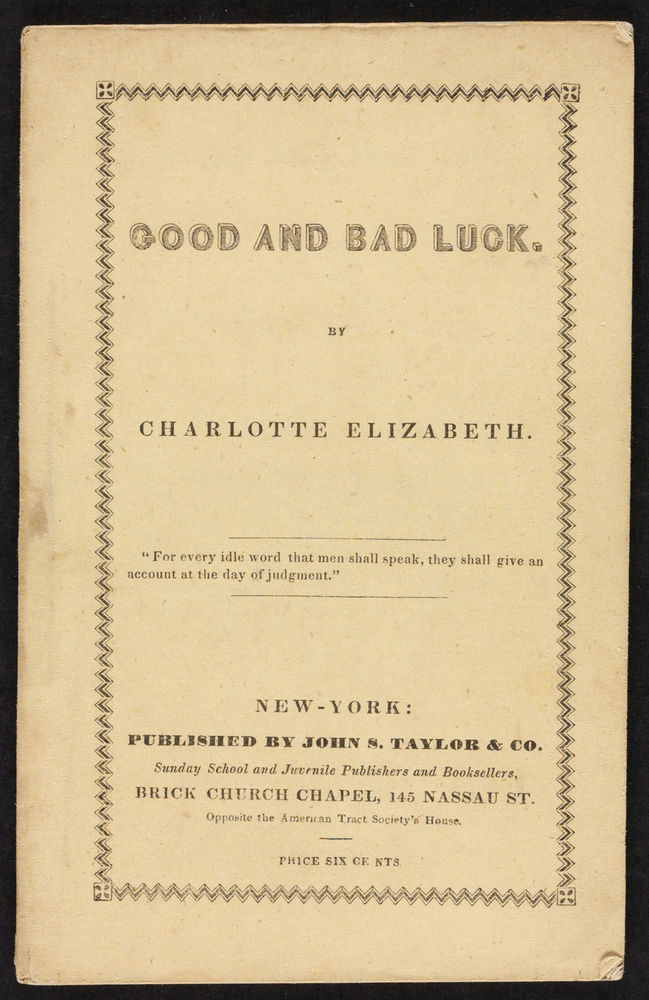 GOOD AND BAD LUCK.
BY
CHARLOTTE ELIZABETH.
“For every idle word that men shall speak, they shall give an
account at the day of judgment.”
NEW-YORK:
PUBLISHED BY JOHN S. TAYLOR & CO.
Sunday School and Juvenile Publishers and Booksellers,
BRICK CHURCH CHAPEL, 145 NASSAU ST.
Opposite the American Tract Society's House.
PRICE SIX CENTS.